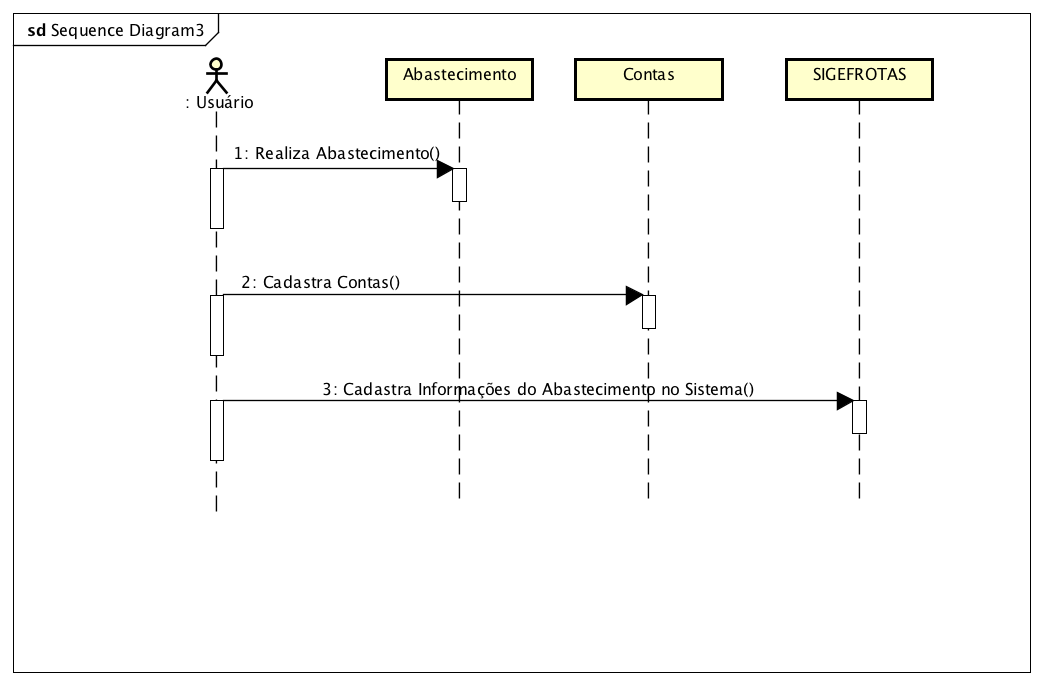 sd Sequence Diagram3
: Usuário
Abastecimento
Contas
SIGEFROTAS
1: Realiza Abastecimento()
2: Cadastra Contas()
3: Cadastra Informações do Abastecimento no Sistema()